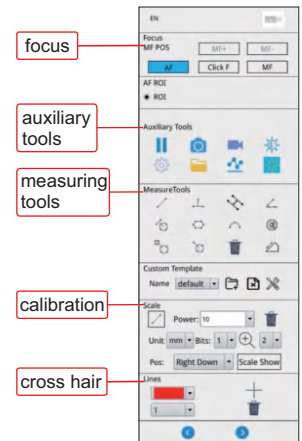 EN
Focus
focus
MF POS
MF+
MF-
AF
Click F
MF
AF ROI
ROI
auxiliary
tools
Auxiliary Tools
measuring
tools
MeasureTools
Custom Template
Name default
Scale
calibration
Power: 10
Unit mm Bits: 1 2
Pos: Right Down Scale Show
cross hair
Lines
1